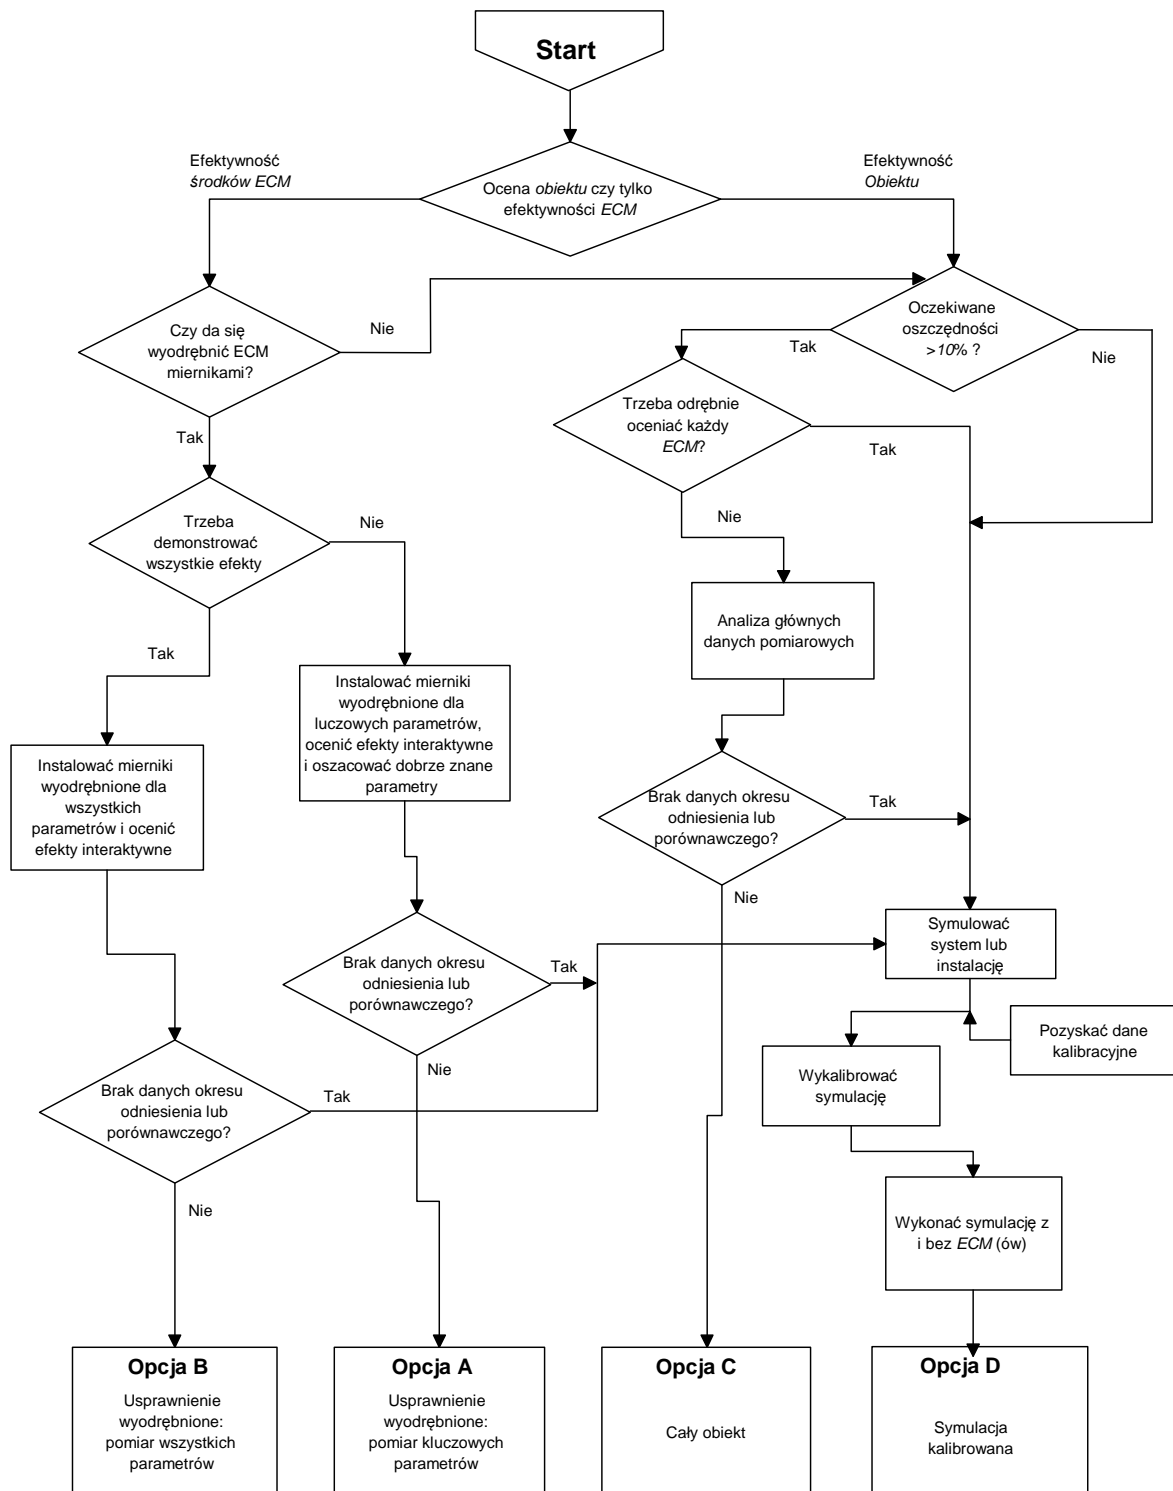 Start
Efektywność
środków ECM
Efektywność
Obiektu
Ocena obiektu czy tylko
efektywności ECM
Czy da się
wyodrębnić ECM
miernikami?
Nie
Oczekiwane
oszczędności
>10% ?
Tak
Nie
Trzeba odrębnie
oceniać każdy
ECM?
Tak
Tak
Nie
Trzeba
demonstrować
wszystkie efekty
Nie
Analiza głównych
danych pomiarowych
Tak
Instalować mierniki
wyodrębnione dla
luczowych parametrów,
ocenić efekty interaktywne
i oszacować dobrze znane
parametry
Instalować mierniki
wyodrębnione dla
wszystkich
parametrów i ocenić
efekty interaktywne
Brak danych okresu
odniesienia lub
porównawczego?
Tak
Nie
Symulować
system lub
instalację
Brak danych okresu
odniesienia lub
porównawczego?
Tak
Nie
Pozyskać dane
kalibracyjne
Wykalibrować
symulację
Brak danych okresu
odniesienia lub
porównawczego?
Tak
Nie
Wykonać symulację z
i bez ECM (ów)
Opcja B
Usprawnienie
wyodrębnione:
pomiar wszystkich
parametrów
Opcja A
Usprawnienie
wyodrębnione:
pomiar kluczowych
parametrów
Opcja C
Cały obiekt
Opcja D
Symulacja
kalibrowana